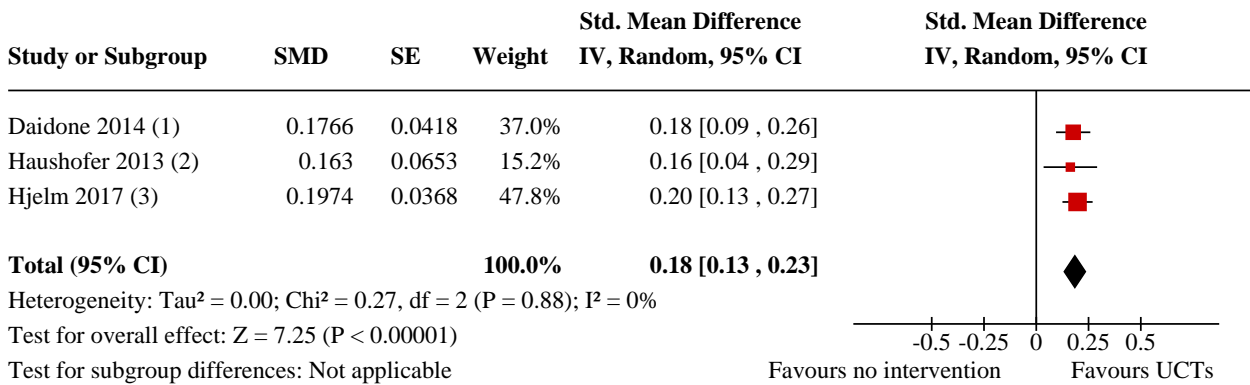 Std. Mean Difference Std. Mean Difference
Study or Subgroup SMD SE Weight IV, Random, 95% CI IV, Random, 95% CI
Daidone 2014 (1) 0.1766 0.0418 37.0% 0.18 [0.09 , 0.26]
Haushofer 2013 (2) 0.163 0.0653 15.2% 0.16 [0.04 , 0.29]
Hjelm 2017 (3) 0.1974 0.0368 47.8% 0.20 [0.13 , 0.27]
Total (95% CI) 100.0% 0.18 [0.13 , 0.23]
Heterogeneity: Tau² = 0.00; Chi² = 0.27, df = 2 (P = 0.88); I² = 0%
Test for overall effect: Z = 7.25 (P < 0.00001)
-0.5 -0.25 0 0.25 0.5
Test for subgroup differences: Not applicable Favours no intervention Favours UCTs